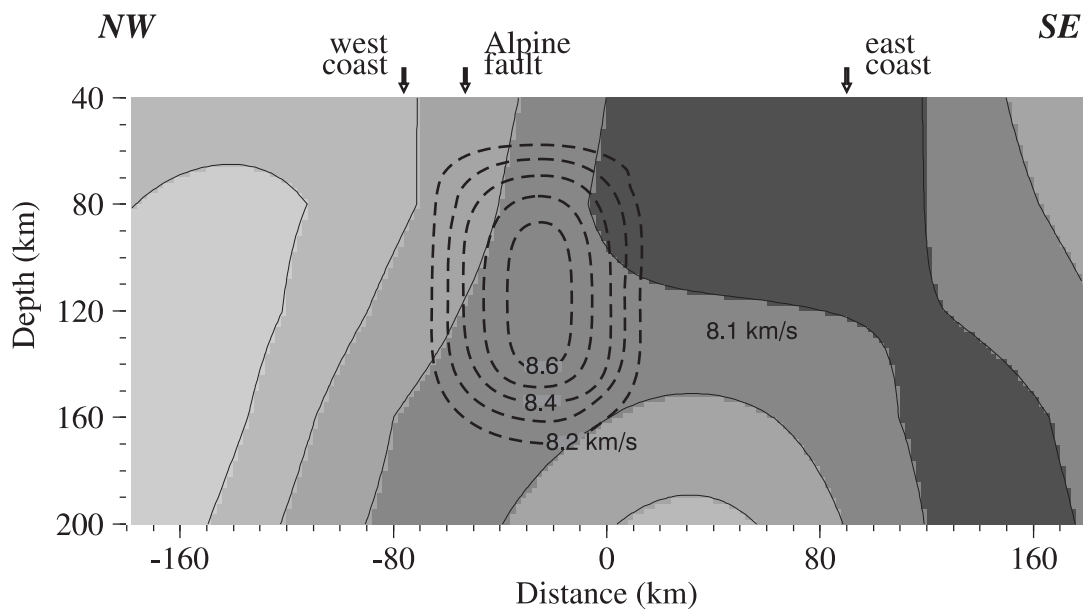 NW
SE
west
coast
Alpine
fault
east
coast
40
80
120
160
200
Depth (km)
8.1 km/s
8.6
8.4
8.2 km/s
-160
-80
0
80
160
Distance (km)